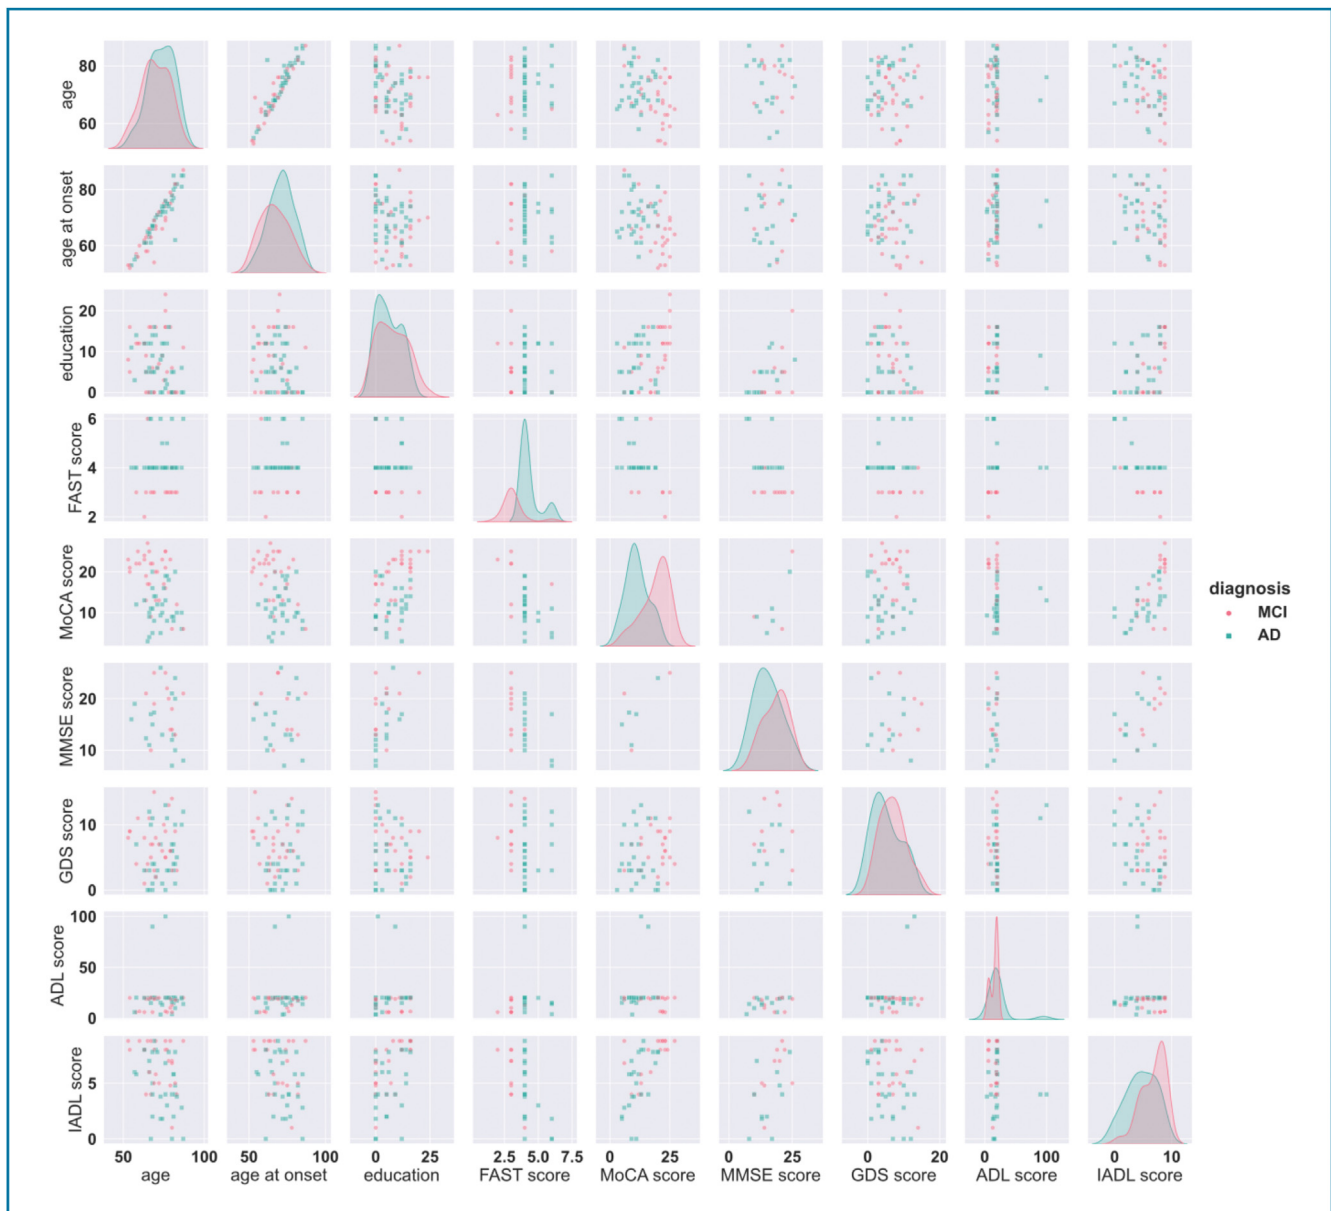 age
80
60
age at onset
80
60
education
20
10
0
FAST score
6
4
2
MoCA score
20
10
diagnosis
MCI
AD
MMSE score
20
10
GDS score
10
0
ADL score
100
50
0
IADL score
5
0
50 100 50 100 0 25 2.5 5.0 7.5 0 25 0 25 0 20 0 100 0 10
age age at onset education FAST score MoCA score MMSE score GDS score ADL score IADL score